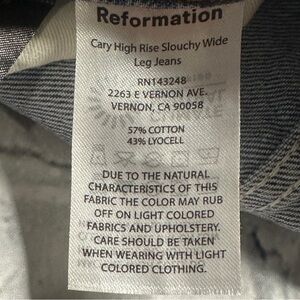 Reformation
Cary High Rise Slouchy Wide
Leg Jeans
RN143248
2263 E VERNON AVE.
VERNON, CA 90058
57% COTTON
43% LYOCELL
DUE TO THE NATURAL
CHARACTERISTICS OF THIS
FABRIC THE COLOR MAY RUB
OFF ON LIGHT COLORED
FABRICS AND UPHOLSTERY.
CARE SHOULD BE TAKEN
WHEN WEARING WITH LIGHT
COLORED CLOTHING.